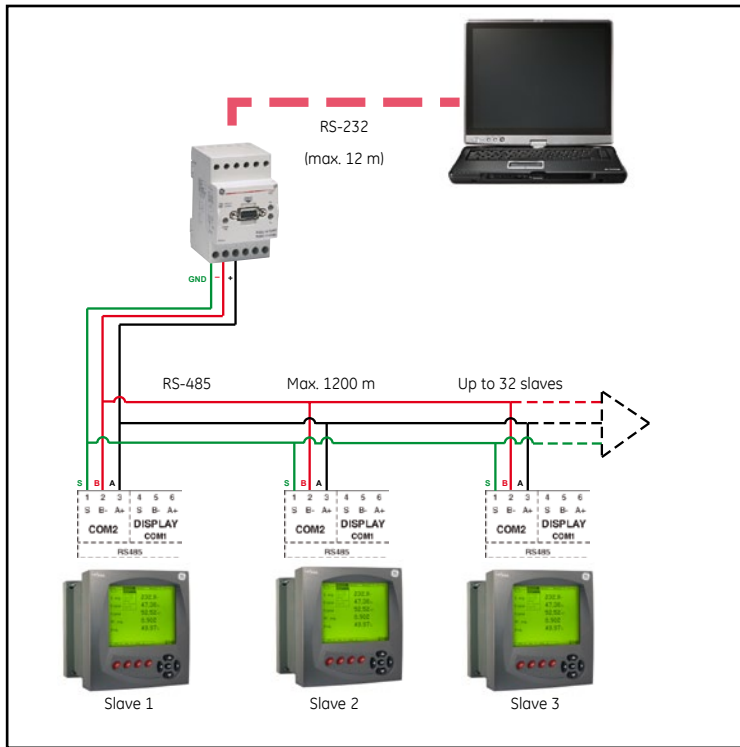 RS-232
(max. 12 m)
GND − +
RS-485 Max. 1200 m Up to 32 slaves
S B A S B A S B A
1 2 3 4 5 6 1 2 3 4 5 6 1 2 3 4 5 6
S B- A+ S B- A+ S B- A+ S B- A+ S B- A+ S B- A+
COM2 DISPLAY COM1 COM2 DISPLAY COM1 COM2 DISPLAY COM1
RS485 RS485 RS485
Slave 1 Slave 2 Slave 3